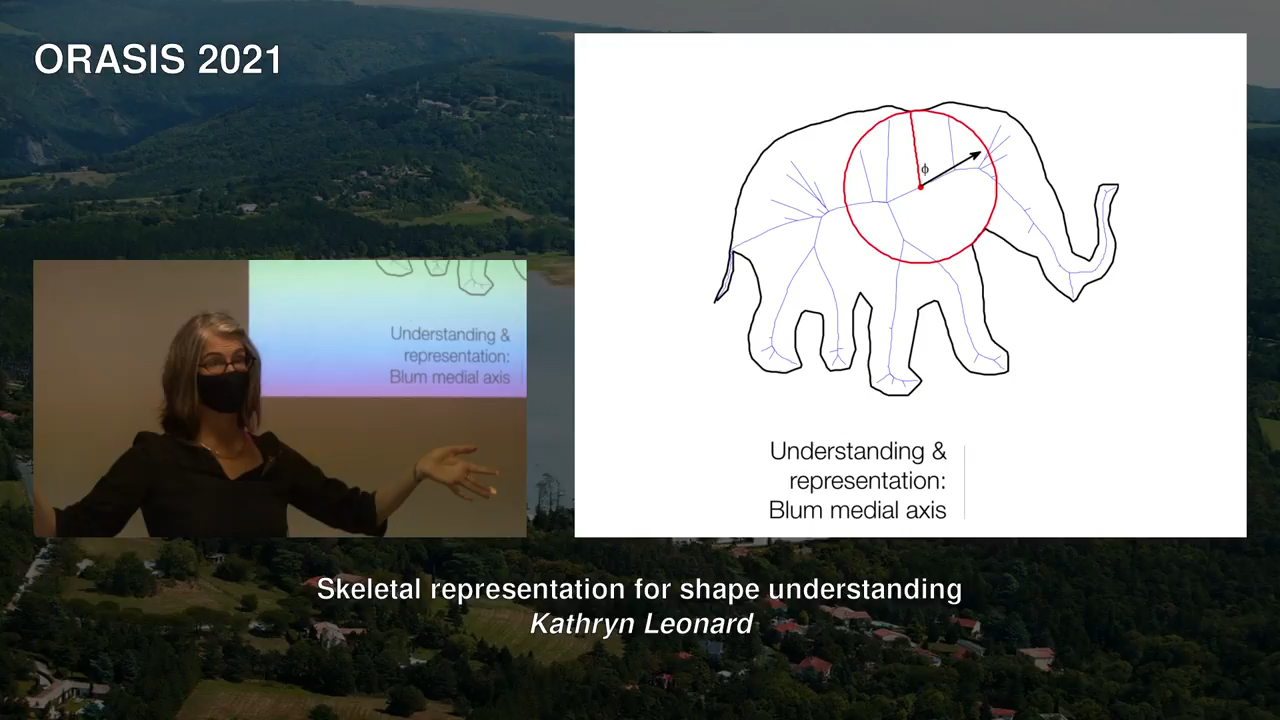 ORASIS 2021
ϕ
Understanding &
representation:
Blum medial axis
Understanding &
representation:
Blum medial axis
Skeletal representation for shape understanding
Kathryn Leonard